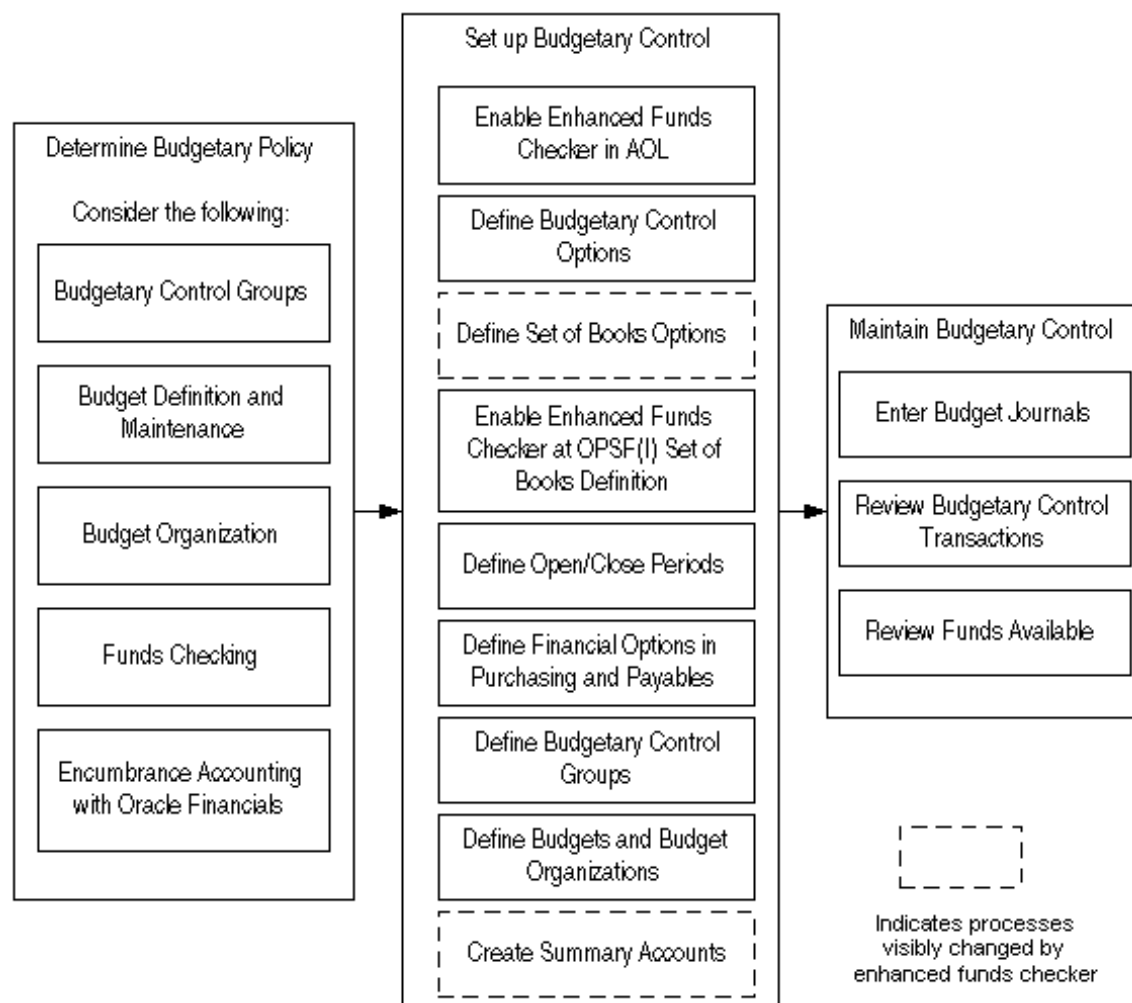 Determine Budgetary Policy
Consider the following:
Budgetary Control Groups
Budget Definition and
Maintenance
Budget Organization
Funds Checking
Encumbrance Accounting
with Oracle Financials
Set up Budgetary Control
Enable Enhanced Funds
Checker in AOL
Define Budgetary Control
Options
Define Set of Books Options
Enable Enhanced Funds
Checker at OPSF(I) Set of
Books Definition
Define Open/Close Periods
Define Financial Options in
Purchasing and Payables
Define Budgetary Control
Groups
Define Budgets and Budget
Organizations
Create Summary Accounts
Maintain Budgetary Control
Enter Budget Journals
Review Budgetary Control
Transactions
Review Funds Available
Indicates processes
visibly changed by
enhanced funds checker